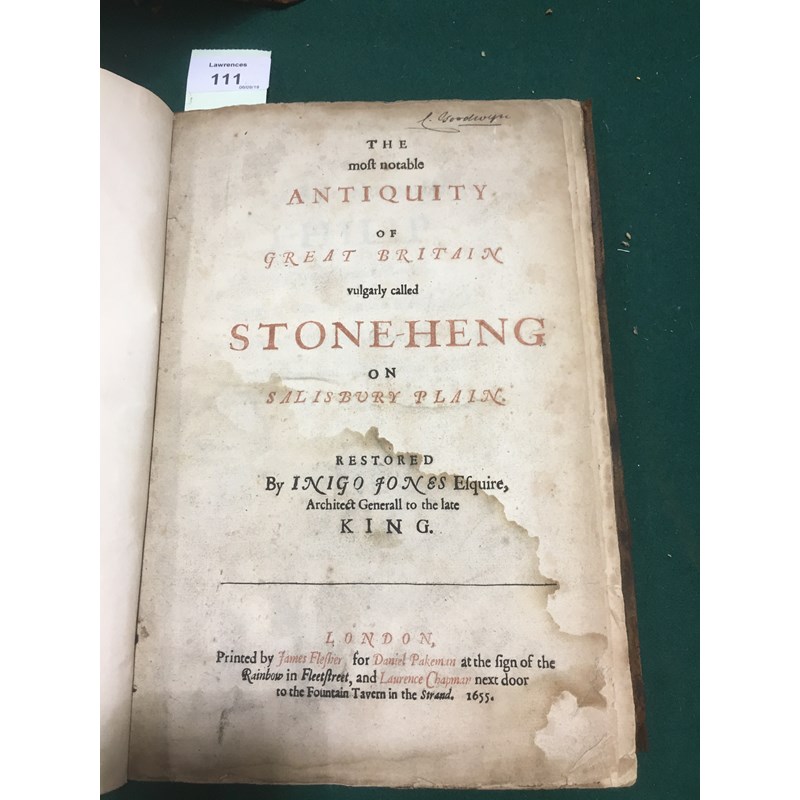 Lawrences
111
THE
moſt notable
ANTIQUITY
OF
GREAT BRITAIN
vulgarly called
STONE-HENG
ON
SALISBURY PLAIN.
RESTORED
By INIGO JONES Eſquire,
Architect Generall to the late
KING.
LONDON,
Printed by James Fleſher for Daniel Pakeman at the ſign of the
Rainbow in Fleetſtreet, and Laurence Chapman next door
to the Fountain Tavern in the Strand. 1655.